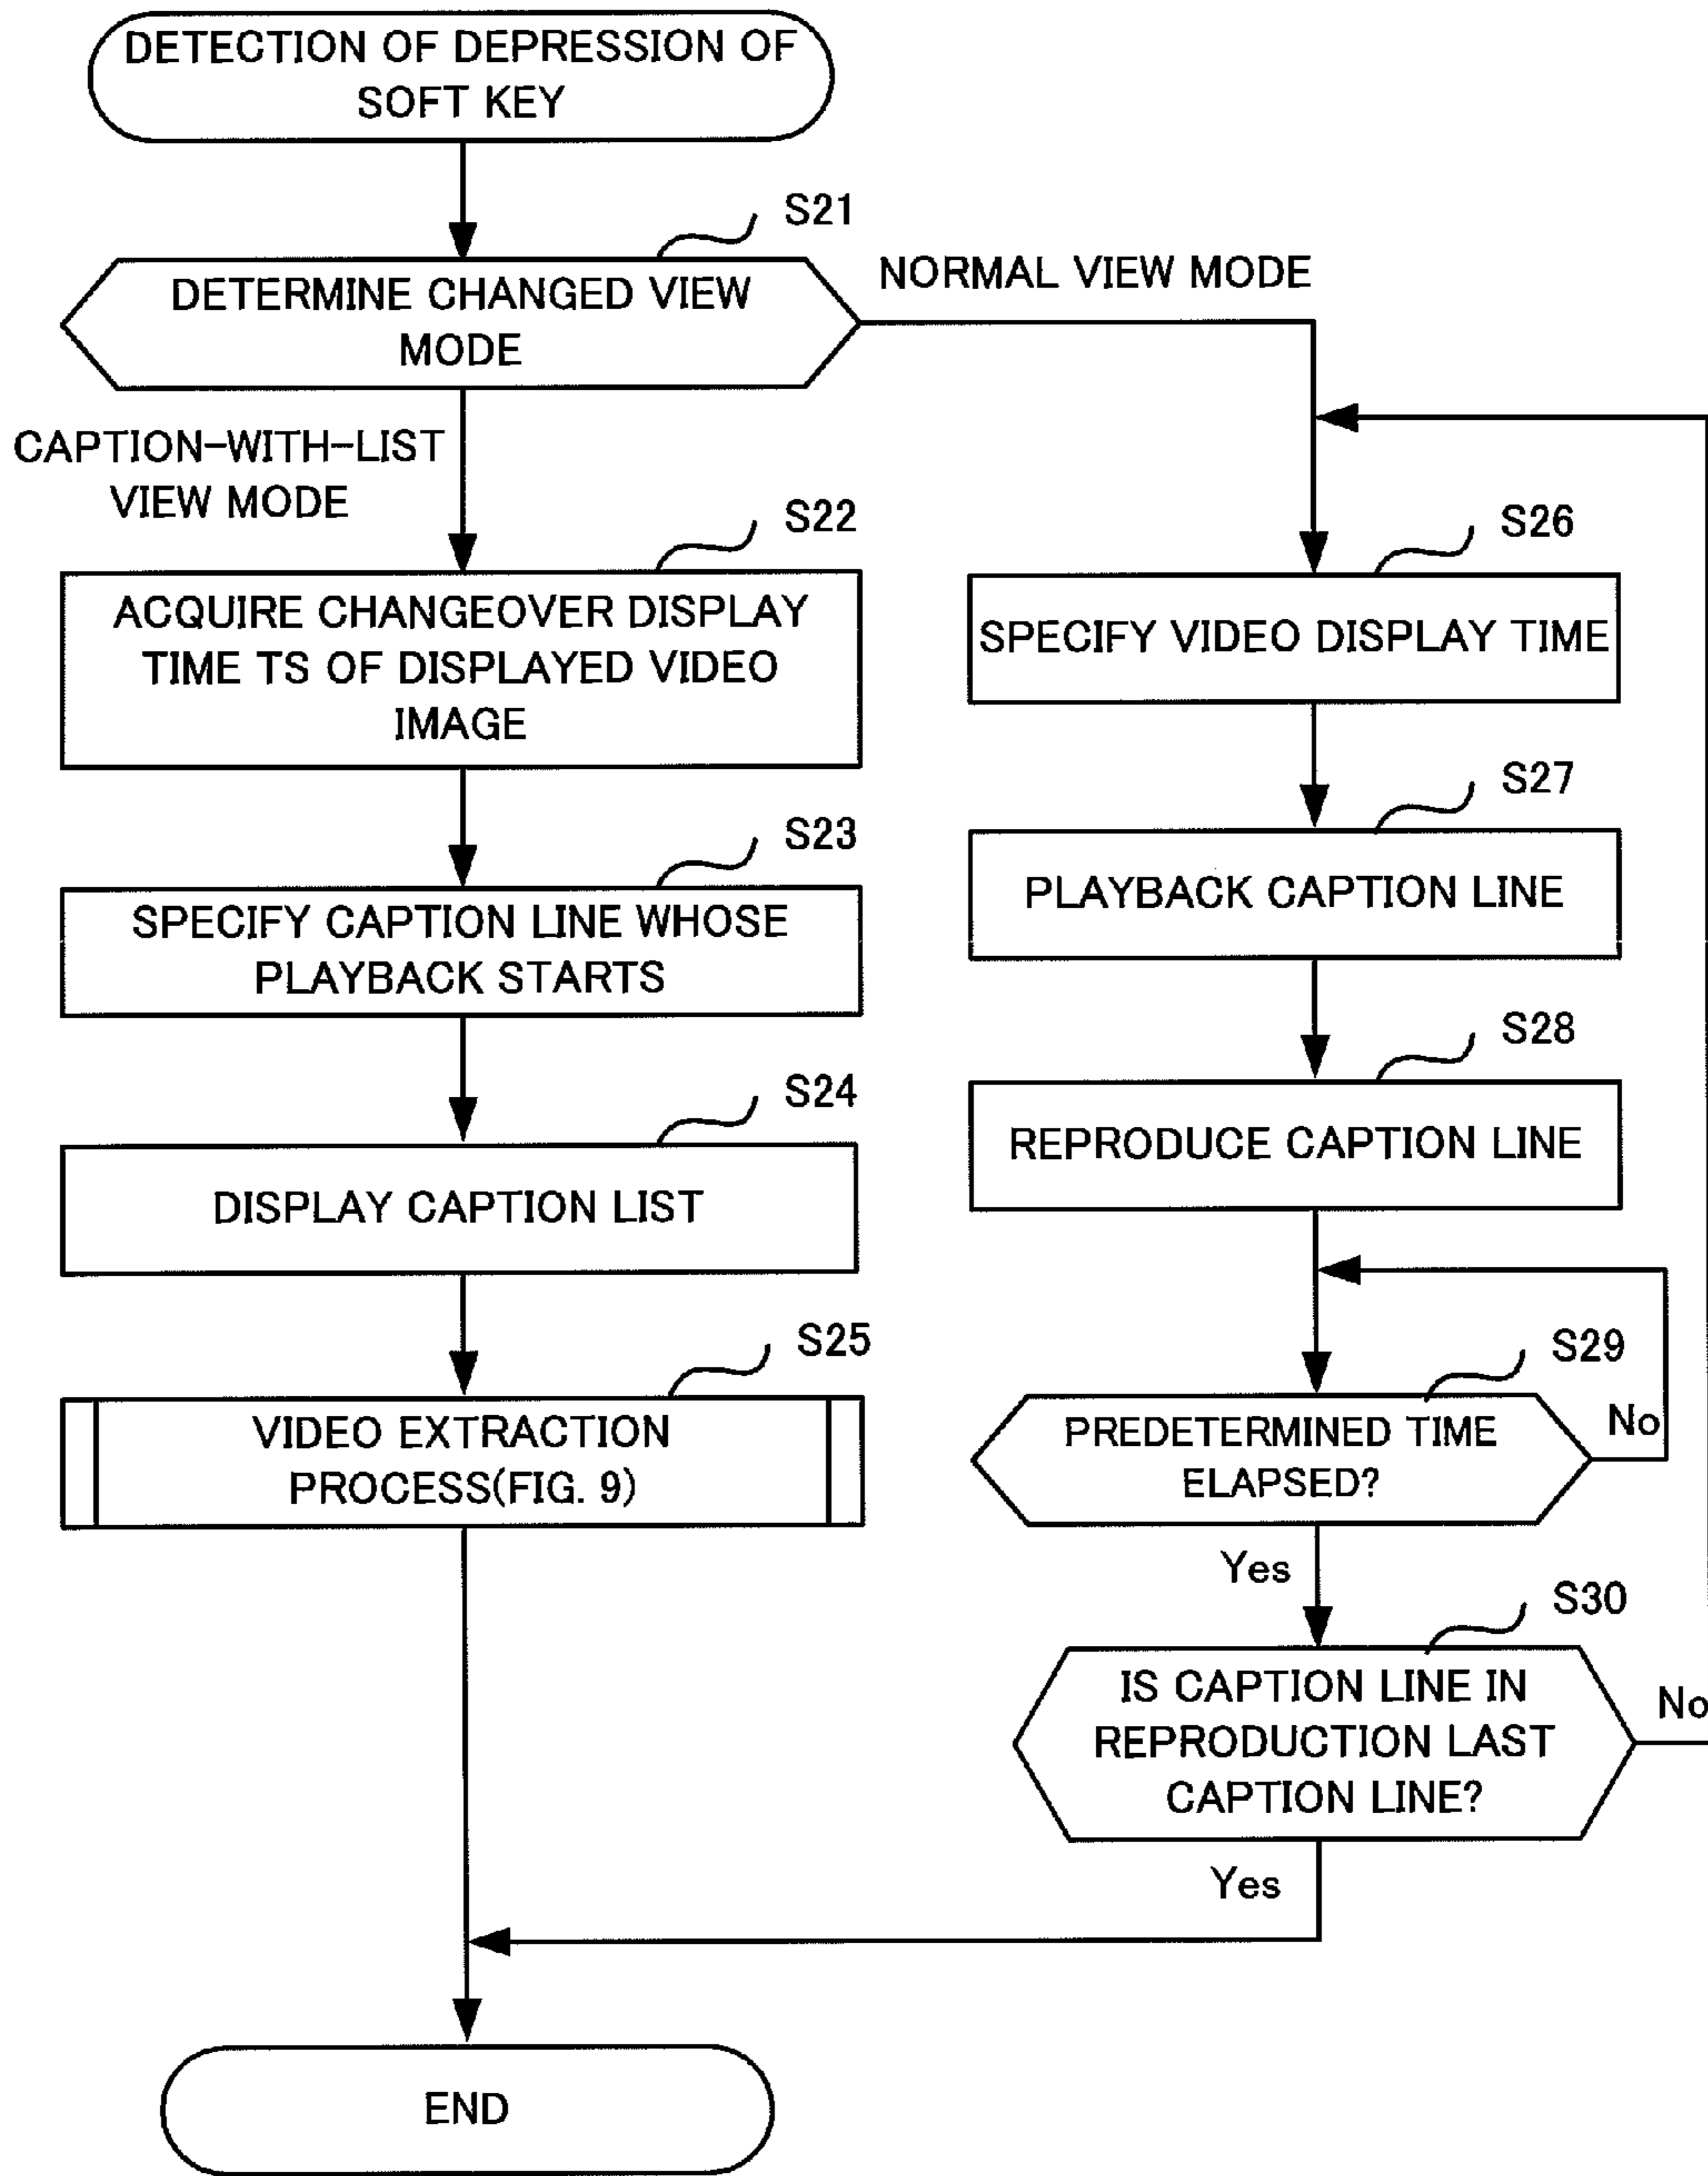 DETECTION OF DEPRESSION OF
SOFT KEY
S21
DETERMINE CHANGED VIEW
MODE
NORMAL VIEW MODE
CAPTION-WITH-LIST
VIEW MODE
S22
ACQUIRE CHANGEOVER DISPLAY
TIME TS OF DISPLAYED VIDEO
IMAGE
S23
SPECIFY CAPTION LINE WHOSE
PLAYBACK STARTS
S24
DISPLAY CAPTION LIST
S25
VIDEO EXTRACTION
PROCESS(FIG. 9)
S26
SPECIFY VIDEO DISPLAY TIME
S27
PLAYBACK CAPTION LINE
S28
REPRODUCE CAPTION LINE
S29
PREDETERMINED TIME
ELAPSED?
No
Yes
S30
IS CAPTION LINE IN
REPRODUCTION LAST
CAPTION LINE?
No
Yes
END